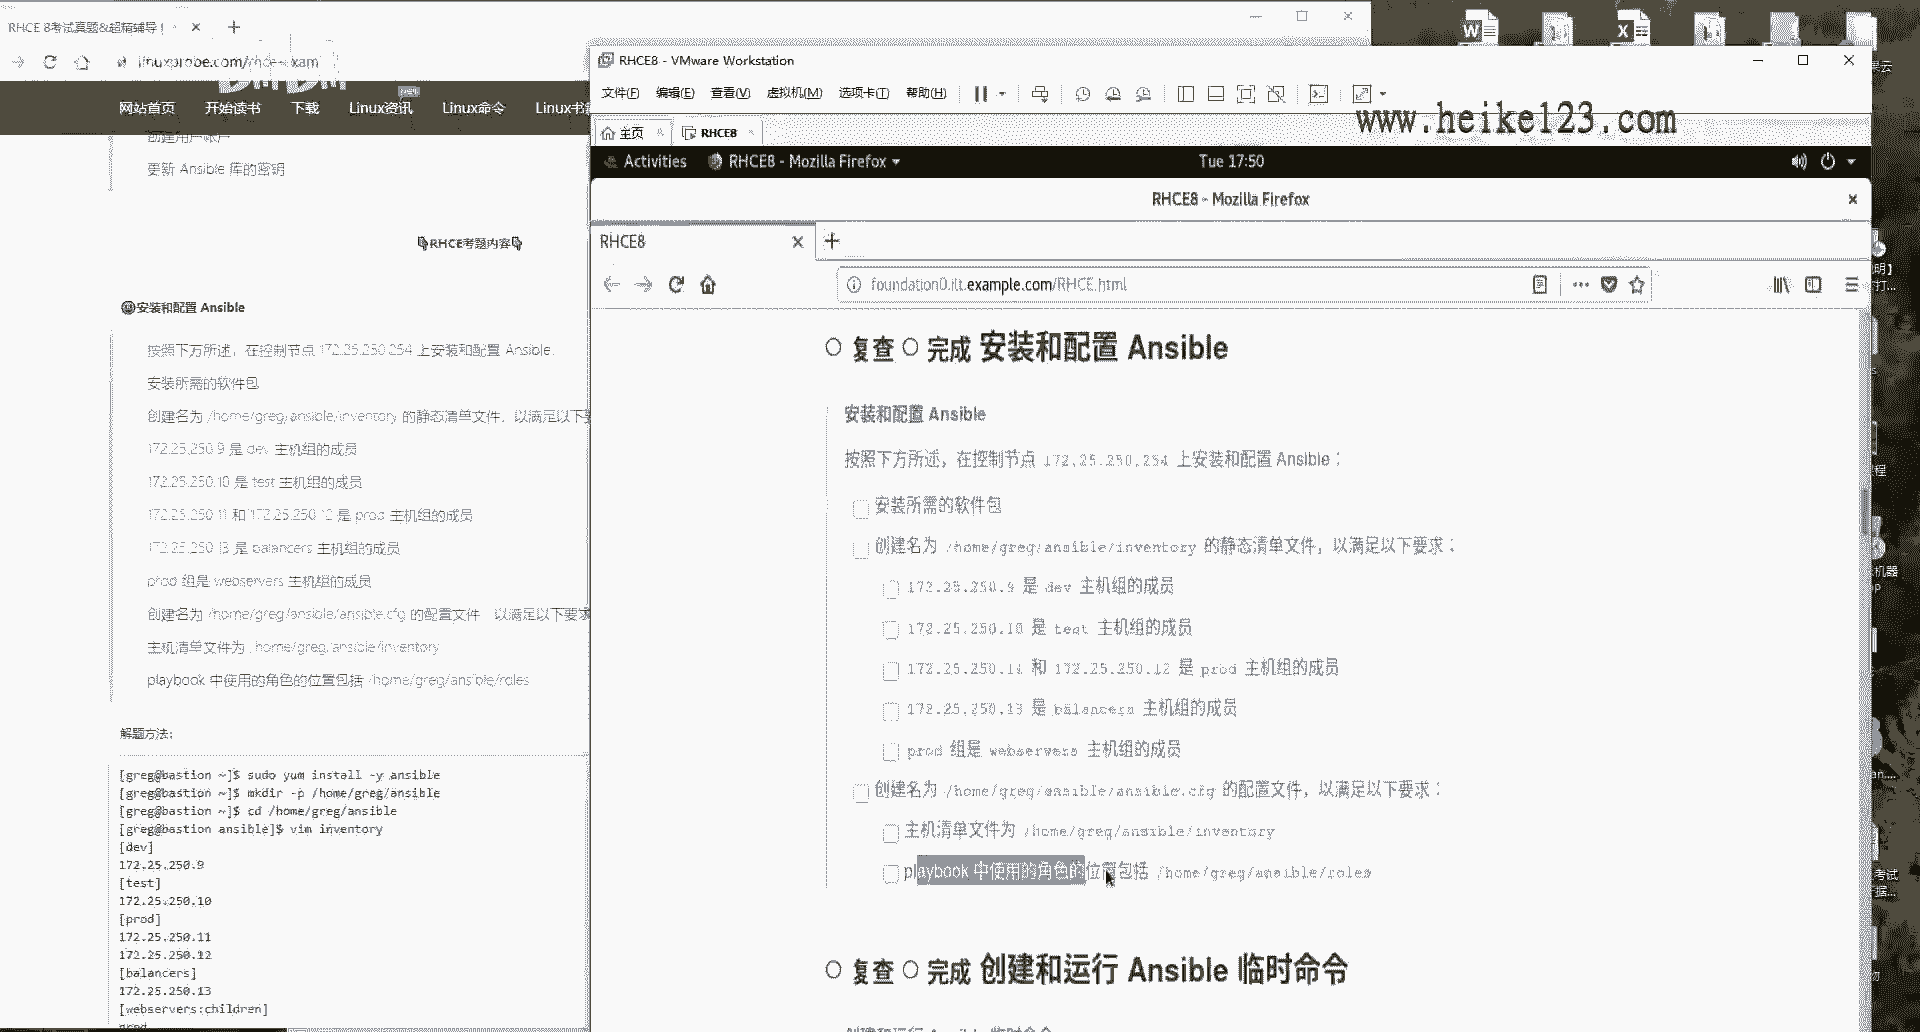 RHCE 8考试真题&超精辅导
网站首页
开始读书
下载
Linux资讯
Linux命令
Linux书
创建用户帐户
更新 Ansible 库的密钥
RHCE考题内容
安装和配置 Ansible
按照下方所述，在控制节点 172.25.250.254 上安装和配置 Ansible:
安装所需的软件包
创建名为 /home/greg/ansible/inventory 的静态清单文件，以满足以下要
172.25.250.9 是 dev 主机组的成员
172.25.250.10 是 test 主机组的成员
172.25.250.11 和 172.25.250.12 是 prod 主机组的成员
172.25.250.13 是 balancers 主机组的成员
prod 组是 webservers 主机组的成员
创建名为 /home/greg/ansible/ansible.cfg 的配置文件，以满足以下要求
主机清单文件为 /home/greg/ansible/inventory
playbook 中使用的角色的位置包括 /home/greg/ansible/roles
解题方法：
[greg@bastion ~]$ sudo yum install -y ansible
[greg@bastion ~]$ mkdir -p /home/greg/ansible
[greg@bastion ~]$ cd /home/greg/ansible
[greg@bastion ansible]$ vim inventory
[dev]
172.25.250.9
[test]
172.25.250.10
[prod]
172.25.250.11
172.25.250.12
[balancers]
172.25.250.13
[webservers:children]
prod
RHCE8 - VMware Workstation
文件(F) 编辑(E) 查看(V) 虚拟机(M) 选项卡(T) 帮助(H)
www.heike123.com
主页
RHCE8
Activities
RHCE8 - Mozilla Firefox
Tue 17:50
RHCE8 - Mozilla Firefox
RHCE8
foundation0.ilt.example.com/RHCE.html
复查 完成 安装和配置 Ansible
安装和配置 Ansible
按照下方所述，在控制节点 172.25.250.254 上安装和配置 Ansible：
安装所需的软件包
创建名为 /home/greg/ansible/inventory 的静态清单文件，以满足以下要求：
172.25.250.9 是 dev 主机组的成员
172.25.250.10 是 test 主机组的成员
172.25.250.11 和 172.25.250.12 是 prod 主机组的成员
172.25.250.13 是 balancers 主机组的成员
prod 组是 webservers 主机组的成员
创建名为 /home/greg/ansible/ansible.cfg 的配置文件，以满足以下要求：
主机清单文件为 /home/greg/ansible/inventory
playbook 中使用的角色的位置包括 /home/greg/ansible/roles
复查 完成 创建和运行 Ansible 临时命令